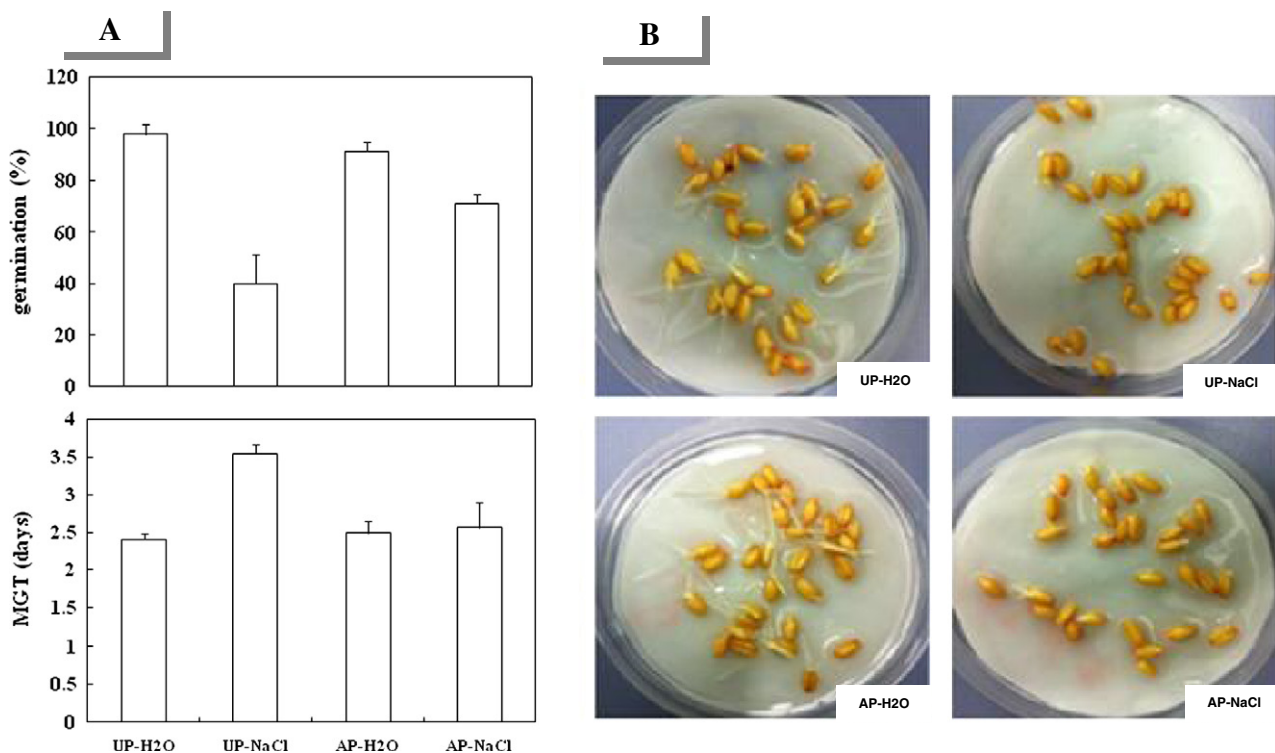 A
B
120
100
80
60
40
20
0
germination (%)
4
3.5
3
2.5
2
1.5
1
0.5
0
MGT (days)
UP-H2O UP-NaCl AP-H2O AP-NaCl
UP-H2O
UP-NaCl
AP-H2O
AP-NaCl